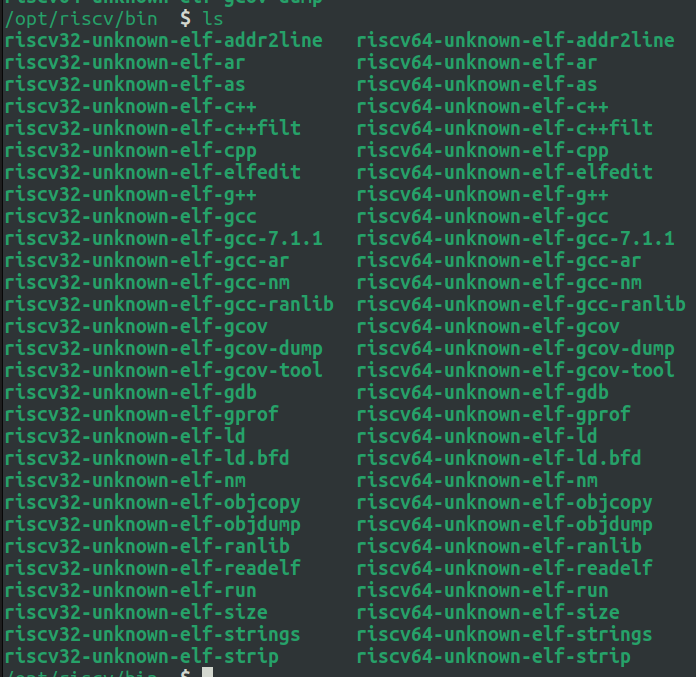 riscv64-unknown-elf-gcov-dump
/opt/riscv/bin $ ls
riscv32-unknown-elf-addr2line riscv64-unknown-elf-addr2line
riscv32-unknown-elf-ar riscv64-unknown-elf-ar
riscv32-unknown-elf-as riscv64-unknown-elf-as
riscv32-unknown-elf-c++ riscv64-unknown-elf-c++
riscv32-unknown-elf-c++filt riscv64-unknown-elf-c++filt
riscv32-unknown-elf-cpp riscv64-unknown-elf-cpp
riscv32-unknown-elf-elfedit riscv64-unknown-elf-elfedit
riscv32-unknown-elf-g++ riscv64-unknown-elf-g++
riscv32-unknown-elf-gcc riscv64-unknown-elf-gcc
riscv32-unknown-elf-gcc-7.1.1 riscv64-unknown-elf-gcc-7.1.1
riscv32-unknown-elf-gcc-ar riscv64-unknown-elf-gcc-ar
riscv32-unknown-elf-gcc-nm riscv64-unknown-elf-gcc-nm
riscv32-unknown-elf-gcc-ranlib riscv64-unknown-elf-gcc-ranlib
riscv32-unknown-elf-gcov riscv64-unknown-elf-gcov
riscv32-unknown-elf-gcov-dump riscv64-unknown-elf-gcov-dump
riscv32-unknown-elf-gcov-tool riscv64-unknown-elf-gcov-tool
riscv32-unknown-elf-gdb riscv64-unknown-elf-gdb
riscv32-unknown-elf-gprof riscv64-unknown-elf-gprof
riscv32-unknown-elf-ld riscv64-unknown-elf-ld
riscv32-unknown-elf-ld.bfd riscv64-unknown-elf-ld.bfd
riscv32-unknown-elf-nm riscv64-unknown-elf-nm
riscv32-unknown-elf-objcopy riscv64-unknown-elf-objcopy
riscv32-unknown-elf-objdump riscv64-unknown-elf-objdump
riscv32-unknown-elf-ranlib riscv64-unknown-elf-ranlib
riscv32-unknown-elf-readelf riscv64-unknown-elf-readelf
riscv32-unknown-elf-run riscv64-unknown-elf-run
riscv32-unknown-elf-size riscv64-unknown-elf-size
riscv32-unknown-elf-strings riscv64-unknown-elf-strings
riscv32-unknown-elf-strip riscv64-unknown-elf-strip
/opt/riscv/bin $